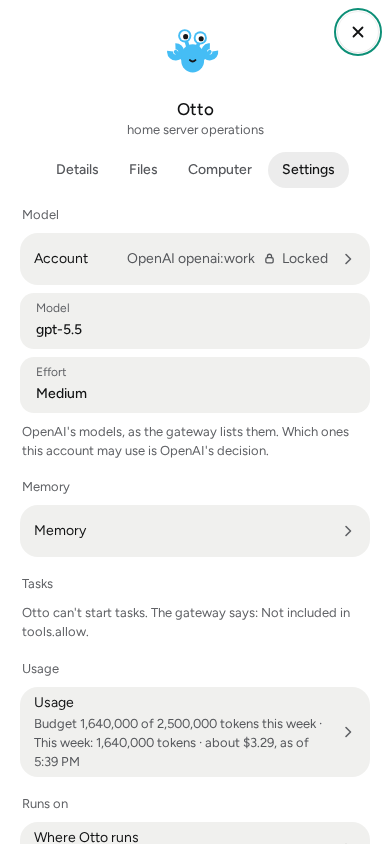 Otto
home server operations
Details Files Computer Settings
Model
Account OpenAI openai:work Locked
Model
gpt-5.5
Effort
Medium
OpenAI's models, as the gateway lists them. Which ones
this account may use is OpenAI's decision.
Memory
Memory
Tasks
Otto can't start tasks. The gateway says: Not included in
tools.allow.
Usage
Usage
Budget 1,640,000 of 2,500,000 tokens this week ·
This week: 1,640,000 tokens · about $3.29, as of
5:39 PM
Runs on
Where Otto runs